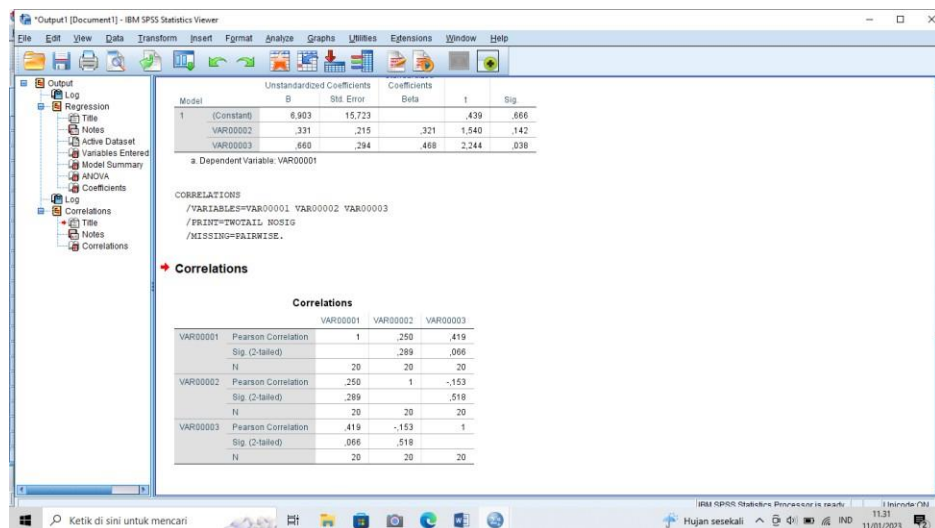 *Output1 [Document1] - IBM SPSS Statistics Viewer
File Edit View Data Transform Insert Format Analyze Graphs Utilities Extensions Window Help
Output
Log
Regression
Title
Notes
Active Dataset
Variables Entered
Model Summary
ANOVA
Coefficients
Log
Correlations
Title
Notes
Correlations
Unstandardized Coefficients Coefficients
Model B Std. Error Beta t Sig.
1 (Constant) 6,903 15,723 ,439 ,666
VAR00002 ,331 ,215 ,321 1,540 ,142
VAR00003 ,660 ,294 ,468 2,244 ,038
a. Dependent Variable: VAR00001
CORRELATIONS
/VARIABLES=VAR00001 VAR00002 VAR00003
/PRINT=TWOTAIL NOSIG
/MISSING=PAIRWISE.
Correlations
Correlations
VAR00001 VAR00002 VAR00003
VAR00001 Pearson Correlation 1 ,250 ,419
Sig. (2-tailed) ,289 ,066
N 20 20 20
VAR00002 Pearson Correlation ,250 1 -,153
Sig. (2-tailed) ,289 ,518
N 20 20 20
VAR00003 Pearson Correlation ,419 -,153 1
Sig. (2-tailed) ,066 ,518
N 20 20 20
IBM SPSS Statistics Processor is ready Unicode:ON
Ketik di sini untuk mencari
Hujan sesekali IND 11.31
11/01/2023